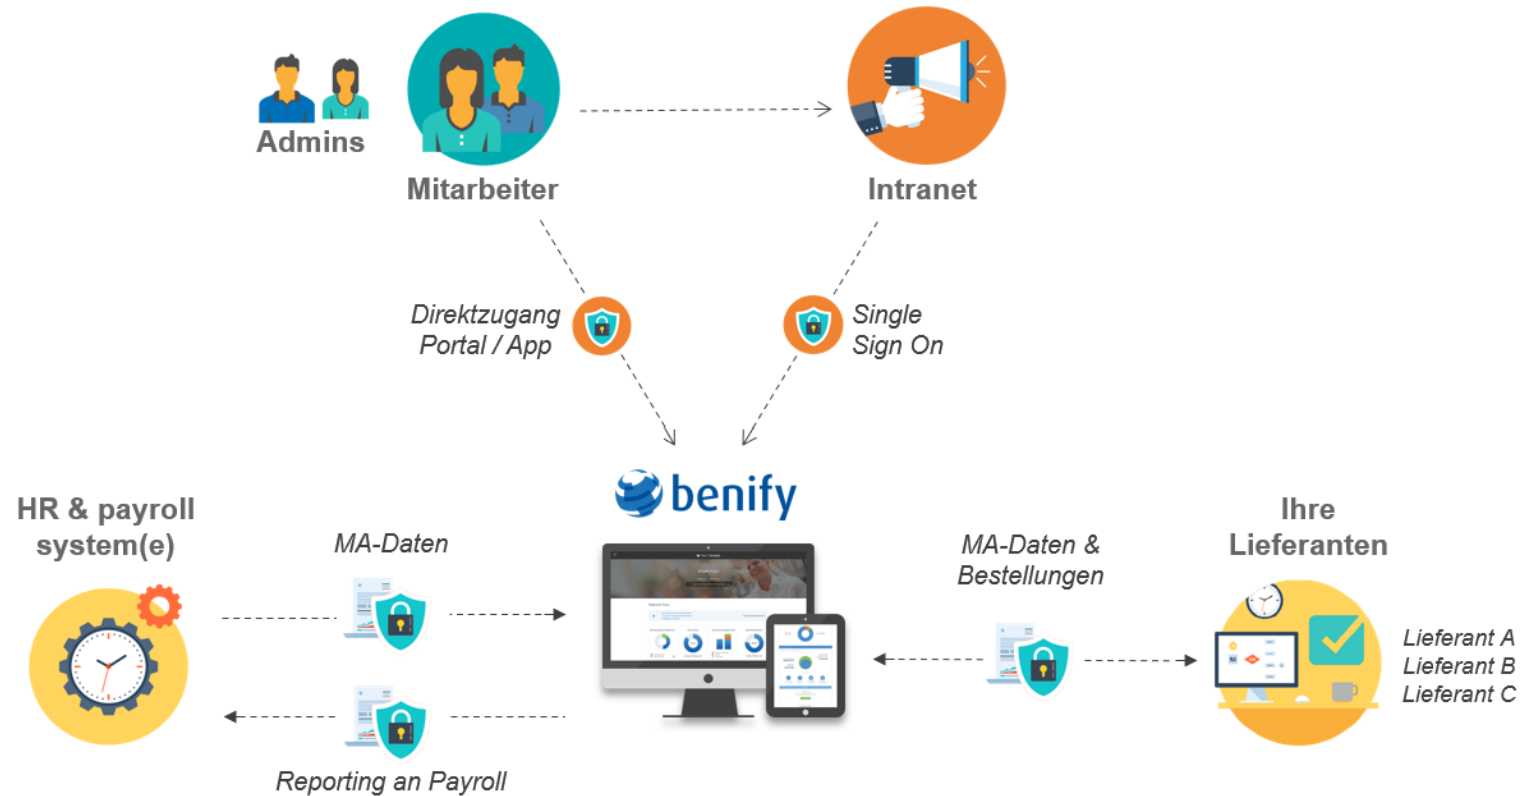 Admins
Mitarbeiter
Intranet
Direktzugang
Portal / App
Single
Sign On
benify
HR & payroll
system(e)
MA-Daten
Reporting an Payroll
MA-Daten &
Bestellungen
Ihre
Lieferanten
Lieferant A
Lieferant B
Lieferant C